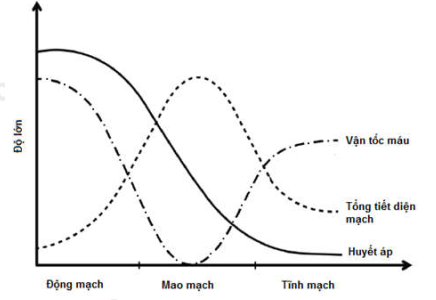 Độ lớn
Vận tốc máu
Tổng tiết diện
mạch
Huyết áp
Động mạch
Mao mạch
Tĩnh mạch